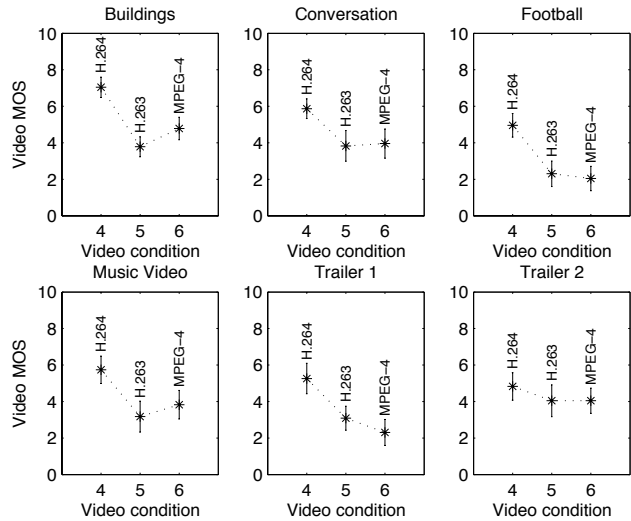 Buildings
Conversation
Football
10
8
6
4
2
0
Video MOS
H.264
H.263
MPEG-4
4 5 6
Video condition
10
8
6
4
2
0
H.264
H.263
MPEG-4
4 5 6
Video condition
10
8
6
4
2
0
H.264
H.263
MPEG-4
4 5 6
Video condition
Music Video
Trailer 1
Trailer 2
10
8
6
4
2
0
Video MOS
H.264
H.263
MPEG-4
4 5 6
Video condition
10
8
6
4
2
0
H.264
H.263
MPEG-4
4 5 6
Video condition
10
8
6
4
2
0
H.264
H.263
MPEG-4
4 5 6
Video condition